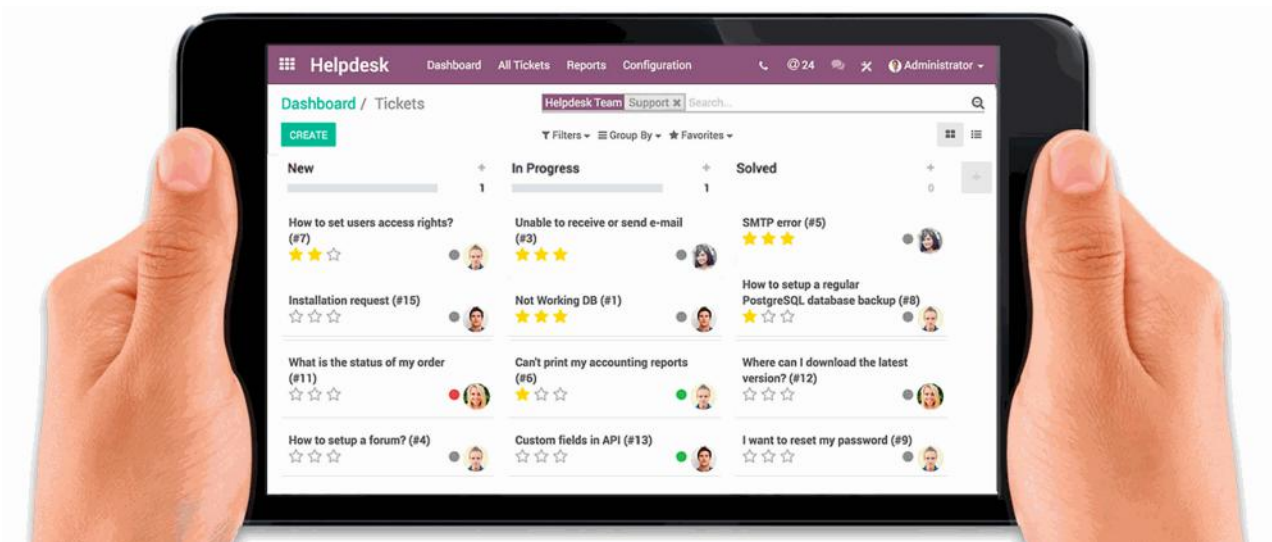 Helpdesk Dashboard All Tickets Reports Configuration @ 24 Administrator
Dashboard / Tickets Helpdesk Team Support × Search...
CREATE Filters Group By Favorites
New + In Progress + Solved + +
1 1 0
How to set users access rights?
(#7)
Unable to receive or send e-mail
(#3)
SMTP error (#5)
Installation request (#15)
Not Working DB (#1)
How to setup a regular
PostgreSQL database backup (#8)
What is the status of my order
(#11)
Can't print my accounting reports
(#6)
Where can I download the latest
version? (#12)
How to setup a forum? (#4)
Custom fields in API (#13)
I want to reset my password (#9)